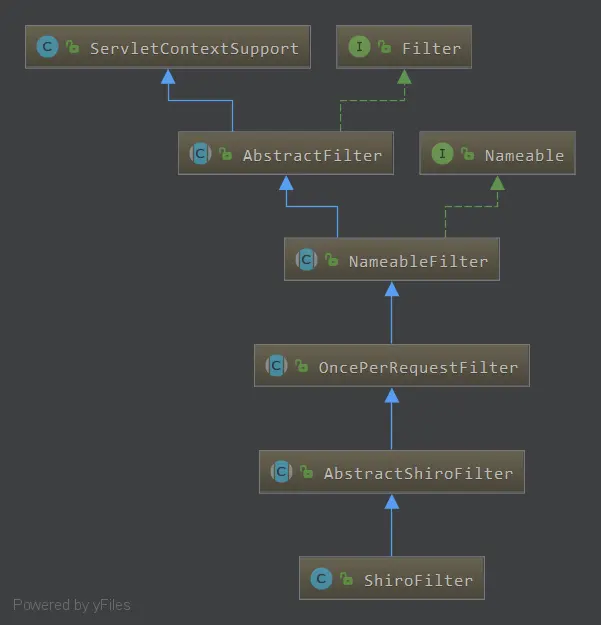 C ServletContextSupport
I Filter
C AbstractFilter
I Nameable
C NameableFilter
C OncePerRequestFilter
C AbstractShiroFilter
C ShiroFilter
Powered by yFiles